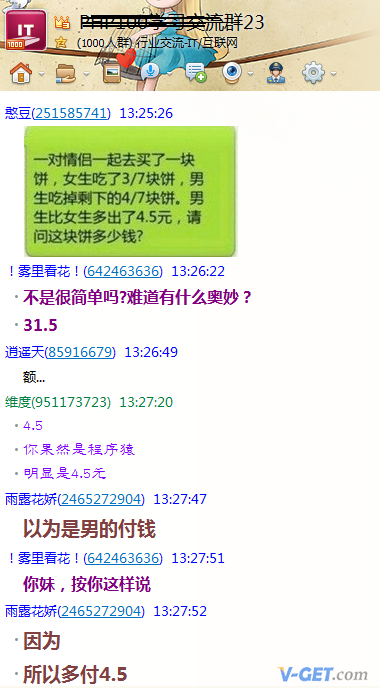 IT
1000
PHP100学习交流群23
(1000人群) 行业交流-IT/互联网
憨豆(251585741) 13:25:26
一对情侣一起去买了一块
饼，女生吃了3/7块饼，男
生吃掉剩下的4/7块饼。男
生比女生多出了4.5元，请
问这块饼多少钱?
！雾里看花！(642463636) 13:26:22
不是很简单吗?难道有什么奥妙？
31.5
逍遥天(85916679) 13:26:49
额...
维度(951173723) 13:27:20
4.5
你果然是程序猿
明显是4.5元
雨露花娇(2465272904) 13:27:47
以为是男的付钱
！雾里看花！(642463636) 13:27:51
你妹，按你这样说
雨露花娇(2465272904) 13:27:52
因为
所以多付4.5
V-GET.com